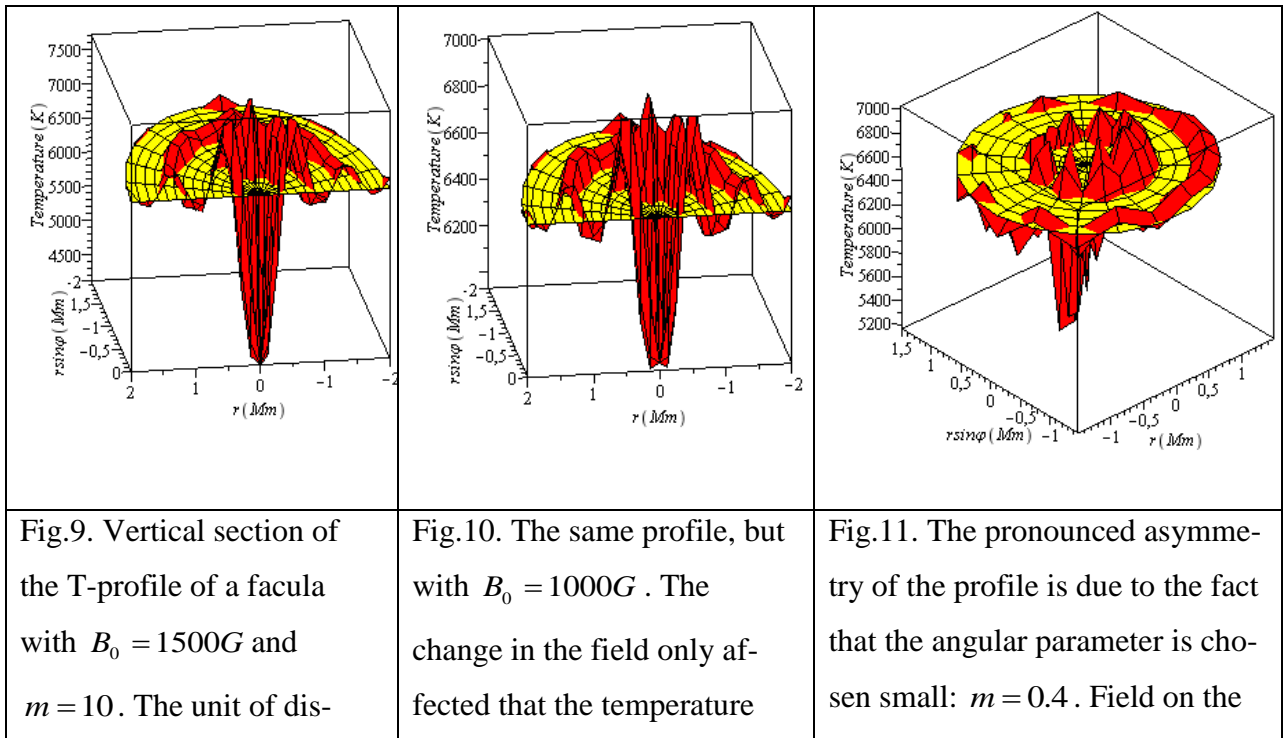 7500
7000
6500
6000
5500
5000
4500
Temperature (K)
-2
1,5
-1
-0,5
0
rsinφ (Mm)
2
1
0
-1
-2
r (Mm)
7000
6800
6600
6400
6200
Temperature (K)
-2
1,5
-1
-0,5
0
rsinφ (Mm)
2
1
0
-1
-2
r (Mm)
7000
6800
6600
6400
6200
6000
5800
5600
5400
5200
Temperature (K)
1,5
1
0,5
0
-0,5
-1
rsinφ (Mm)
-1
-0,5
0
0,5
1
r (Mm)
Fig.9. Vertical section of
the T-profile of a facula
with B₀ = 1500G and
m = 10. The unit of dis-
Fig.10. The same profile, but
with B₀ = 1000G. The
change in the field only af-
fected that the temperature
Fig.11. The pronounced asymme-
try of the profile is due to the fact
that the angular parameter is cho-
sen small: m = 0.4. Field on the